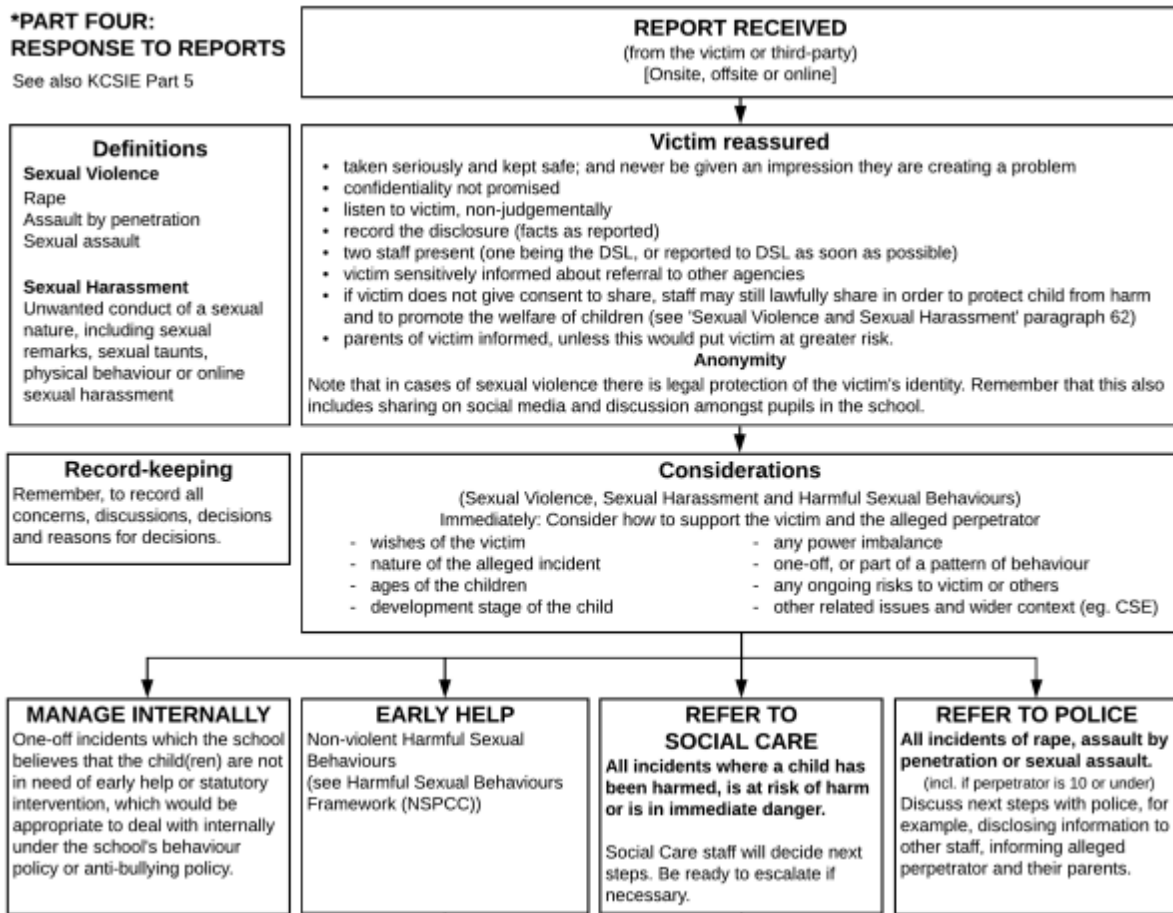 *PART FOUR:
RESPONSE TO REPORTS
See also KCSIE Part 5
REPORT RECEIVED
(from the victim or third-party)
[Onsite, offsite or online]
Definitions
Sexual Violence
Rape
Assault by penetration
Sexual assault
Sexual Harassment
Unwanted conduct of a sexual
nature, including sexual
remarks, sexual taunts,
physical behaviour or online
sexual harassment
Victim reassured
• taken seriously and kept safe; and never be given an impression they are creating a problem
• confidentiality not promised
• listen to victim, non-judgementally
• record the disclosure (facts as reported)
• two staff present (one being the DSL, or reported to DSL as soon as possible)
• victim sensitively informed about referral to other agencies
• if victim does not give consent to share, staff may still lawfully share in order to protect child from harm
and to promote the welfare of children (see 'Sexual Violence and Sexual Harassment' paragraph 62)
• parents of victim informed, unless this would put victim at greater risk.
Anonymity
Note that in cases of sexual violence there is legal protection of the victim's identity. Remember that this also
includes sharing on social media and discussion amongst pupils in the school.
Record-keeping
Remember, to record all
concerns, discussions, decisions
and reasons for decisions.
Considerations
(Sexual Violence, Sexual Harassment and Harmful Sexual Behaviours)
Immediately: Consider how to support the victim and the alleged perpetrator
- wishes of the victim
- nature of the alleged incident
- ages of the children
- development stage of the child
- any power imbalance
- one-off, or part of a pattern of behaviour
- any ongoing risks to victim or others
- other related issues and wider context (eg. CSE)
MANAGE INTERNALLY
One-off incidents which the school
believes that the child(ren) are not
in need of early help or statutory
intervention, which would be
appropriate to deal with internally
under the school's behaviour
policy or anti-bullying policy.
EARLY HELP
Non-violent Harmful Sexual
Behaviours
(see Harmful Sexual Behaviours
Framework (NSPCC))
REFER TO
SOCIAL CARE
All incidents where a child has
been harmed, is at risk of harm
or is in immediate danger.
Social Care staff will decide next
steps. Be ready to escalate if
necessary.
REFER TO POLICE
All incidents of rape, assault by
penetration or sexual assault.
(incl. if perpetrator is 10 or under)
Discuss next steps with police, for
example, disclosing information to
other staff, informing alleged
perpetrator and their parents.